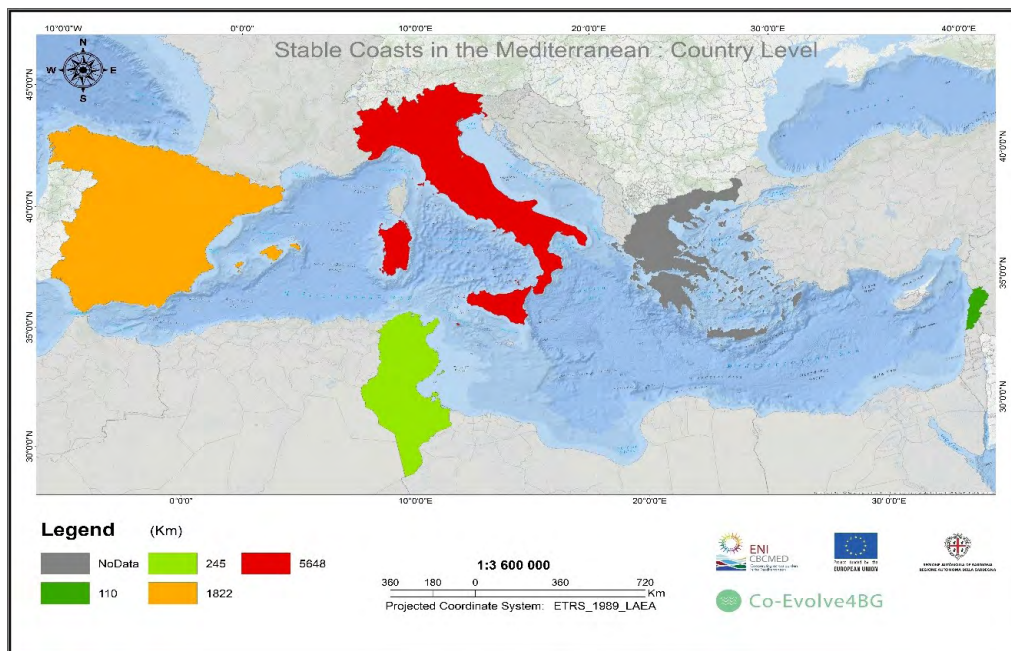 10°0'0"W 0°0'0" 10°0'0"E 20°0'0"E 30°0'0"E 40°0'0"E
Stable Coasts in the Mediterranean : Country Level
N
W E
S
45°0'0"N
40°0'0"N
35°0'0"N
30°0'0"N
40°0'0"N
35°0'0"N
30°0'0"N
0°0'0" 10°0'0"E 20°0'0"E 30°0'0"E
Legend (Km)
NoData 245 5648
110 1822
1:3 600 000
360 180 0 360 720
Km
Projected Coordinate System: ETRS_1989_LAEA
ENI
CBCMED
EUROPEAN UNION
REGIONE AUTONOMA DELLA SARDEGNA
Co-Evolve4BG